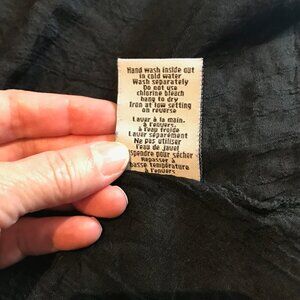 Hand wash inside out
in cold water
Wash separately
Do not use
chlorine bleach
hang to dry
Iron at low setting
on reverse
Laver à la main,
à l'envers,
à l'eau froide
Laver séparément
Ne pas utiliser
l'eau de javel
spendre pour sécher
Repasser à
basse température
à l'envers